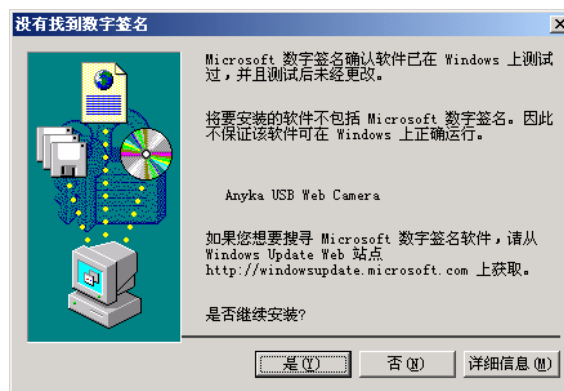 没有找到数字签名
Microsoft 数字签名确认软件已在 Windows 上测试
过，并且测试后未经更改。
将要安装的软件不包括 Microsoft 数字签名。因此
不保证该软件可在 Windows 上正确运行。
Anyka USB Web Camera
如果您想要搜寻 Microsoft 数字签名软件，请从
Windows Update Web 站点
http://windowsupdate.microsoft.com 上获取。
是否继续安装?
是(Y) 否(N) 详细信息(M)